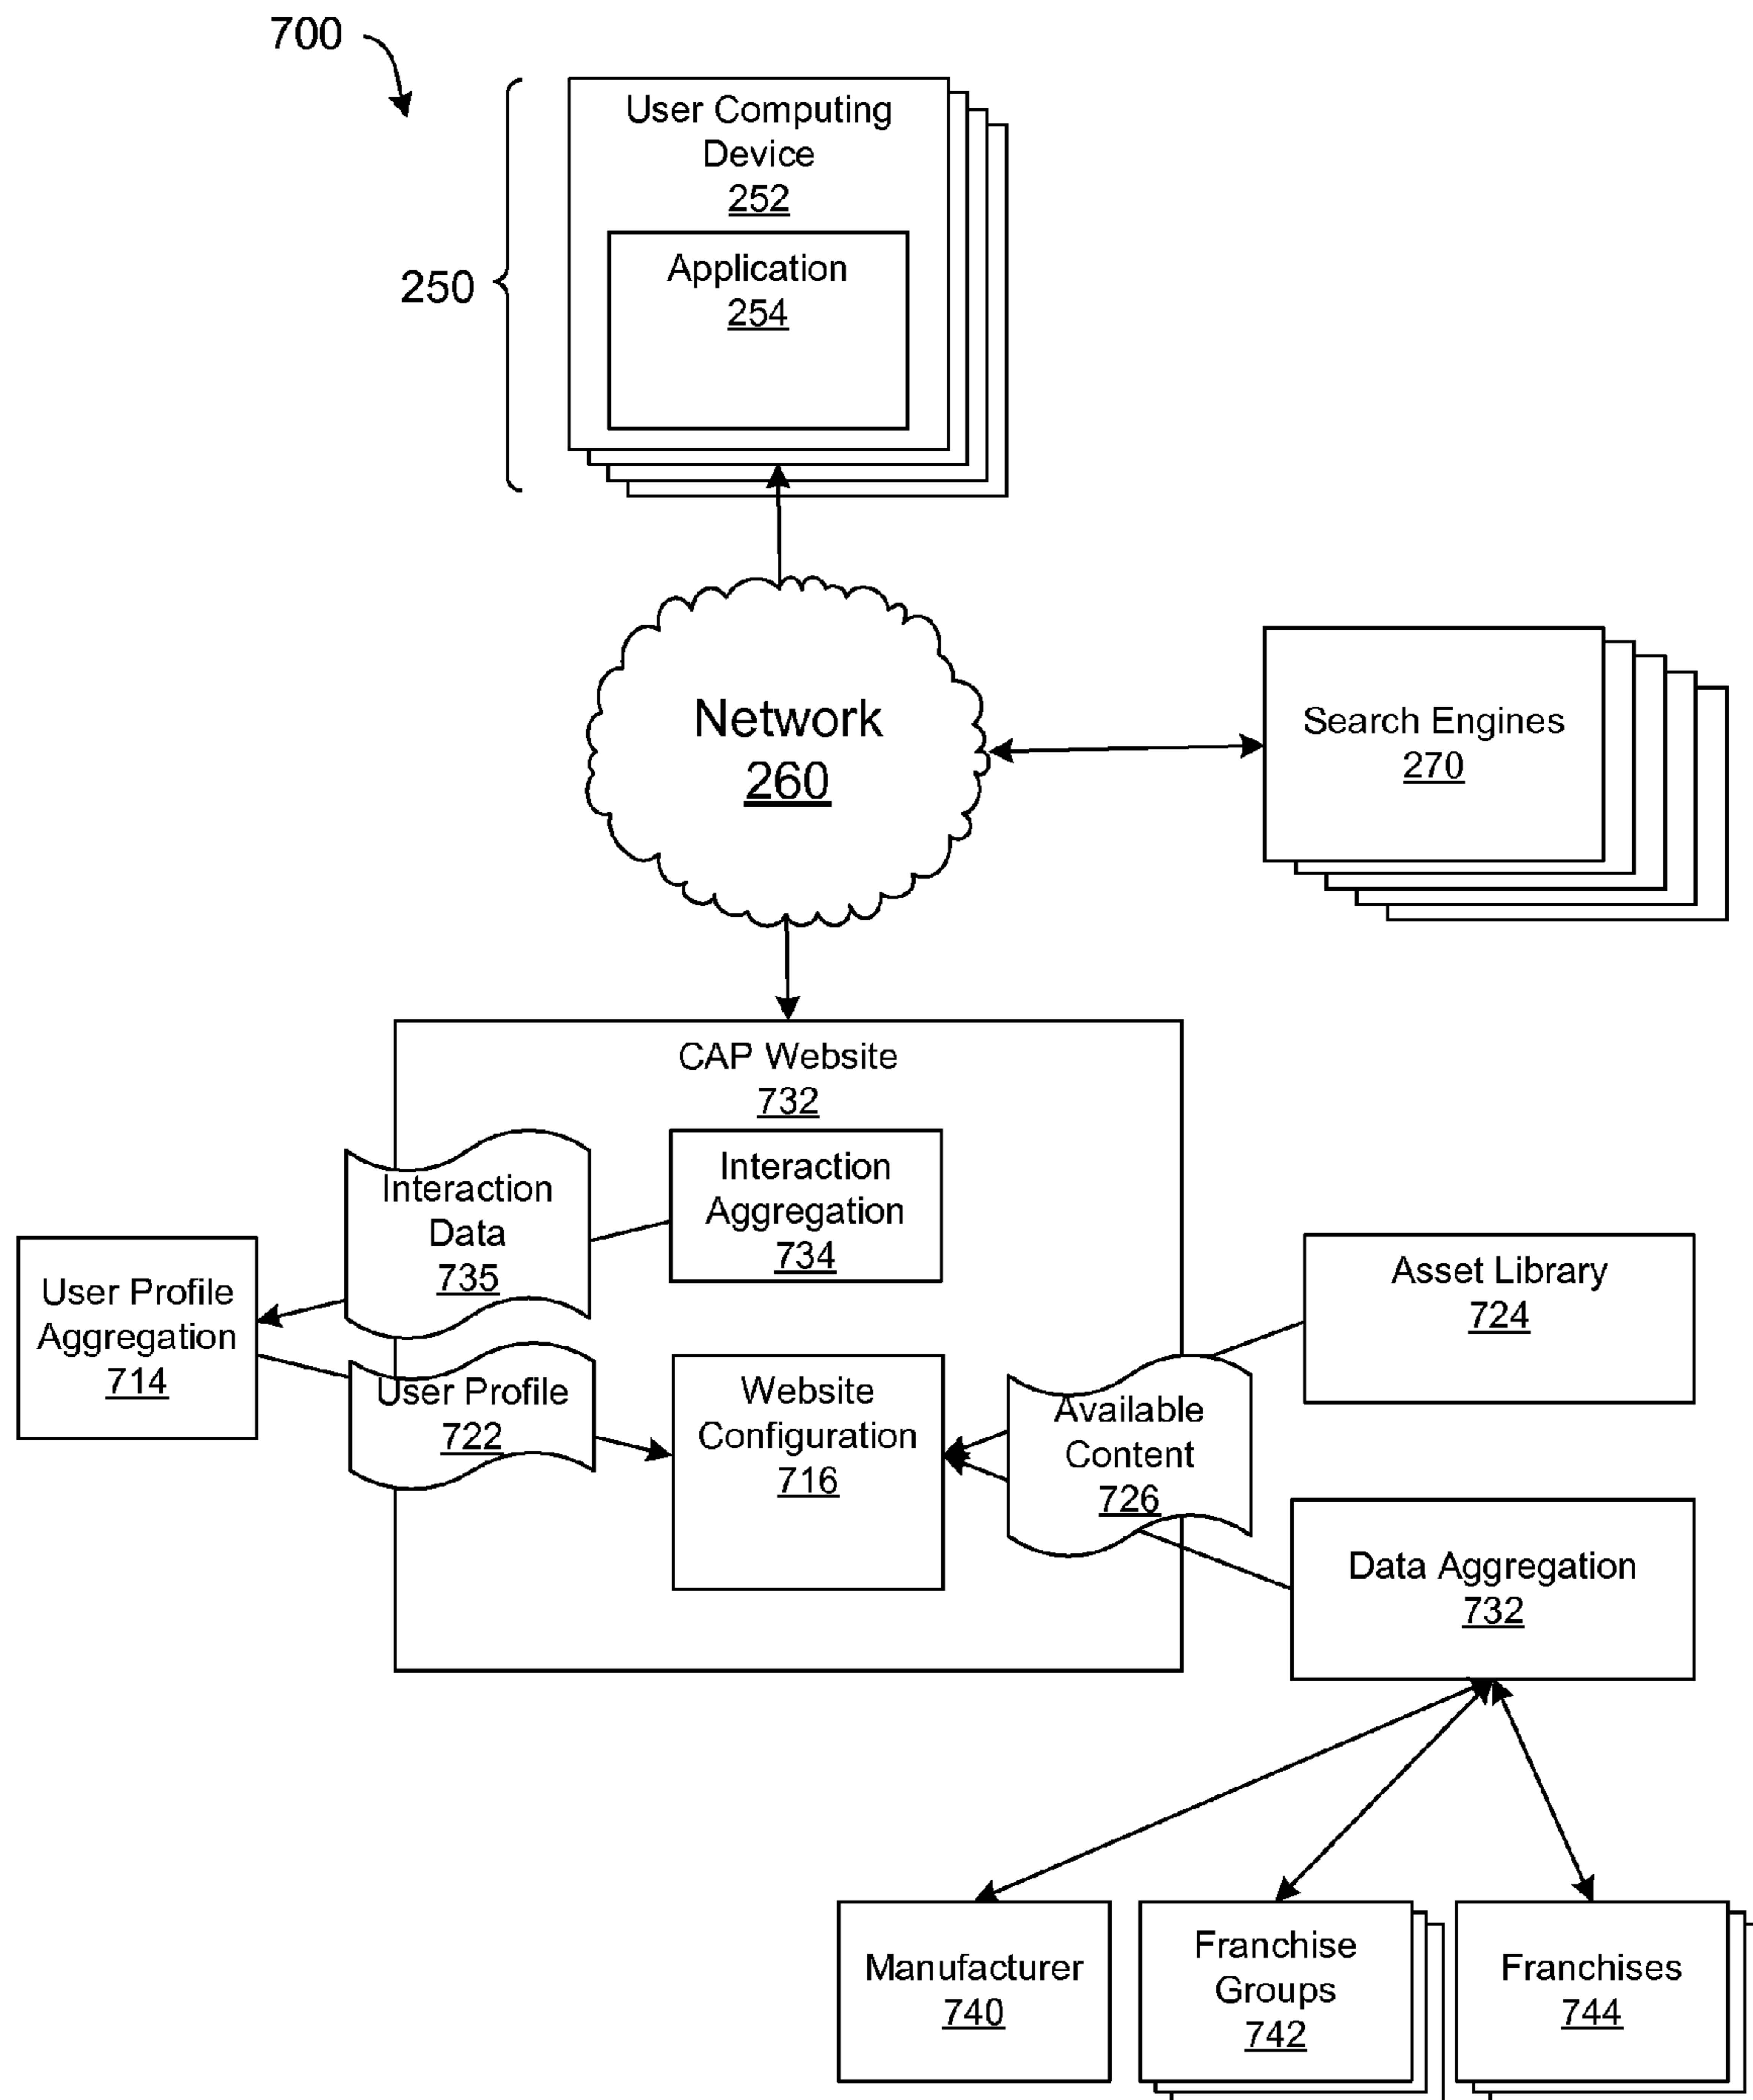 700
User Computing
Device
252
250
Application
254
Network
260
Search Engines
270
CAP Website
732
Interaction
Data
735
Interaction
Aggregation
734
User Profile
Aggregation
714
User Profile
722
Website
Configuration
716
Available
Content
726
Asset Library
724
Data Aggregation
732
Manufacturer
740
Franchise
Groups
742
Franchises
744